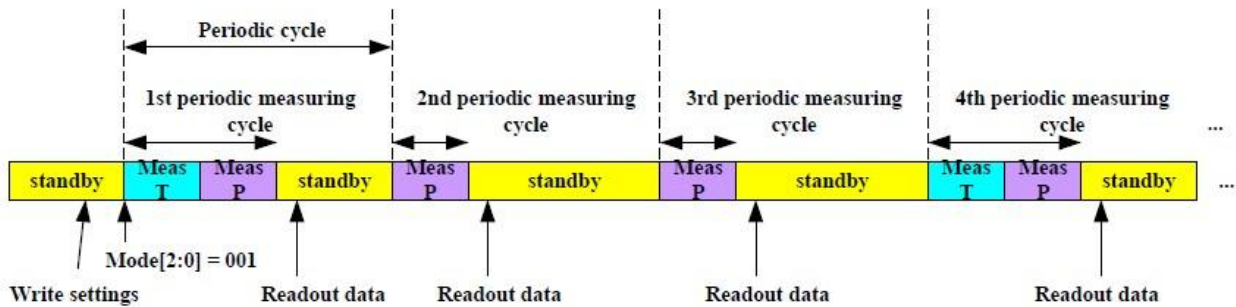 Periodic cycle
1st periodic measuring
cycle
2nd periodic measuring
cycle
3rd periodic measuring
cycle
4th periodic measuring
cycle
...
standby
Meas
T
Meas
P
standby
Meas
P
standby
Meas
P
standby
Meas
T
Meas
P
standby
...
Mode[2:0] = 001
Write settings
Readout data
Readout data
Readout data
Readout data